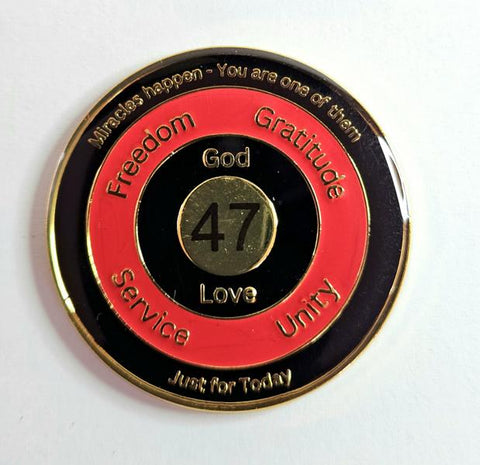 Miracles happen - You are one of them
Freedom
Gratitude
God
47
Love
Service
Unity
Just for Today